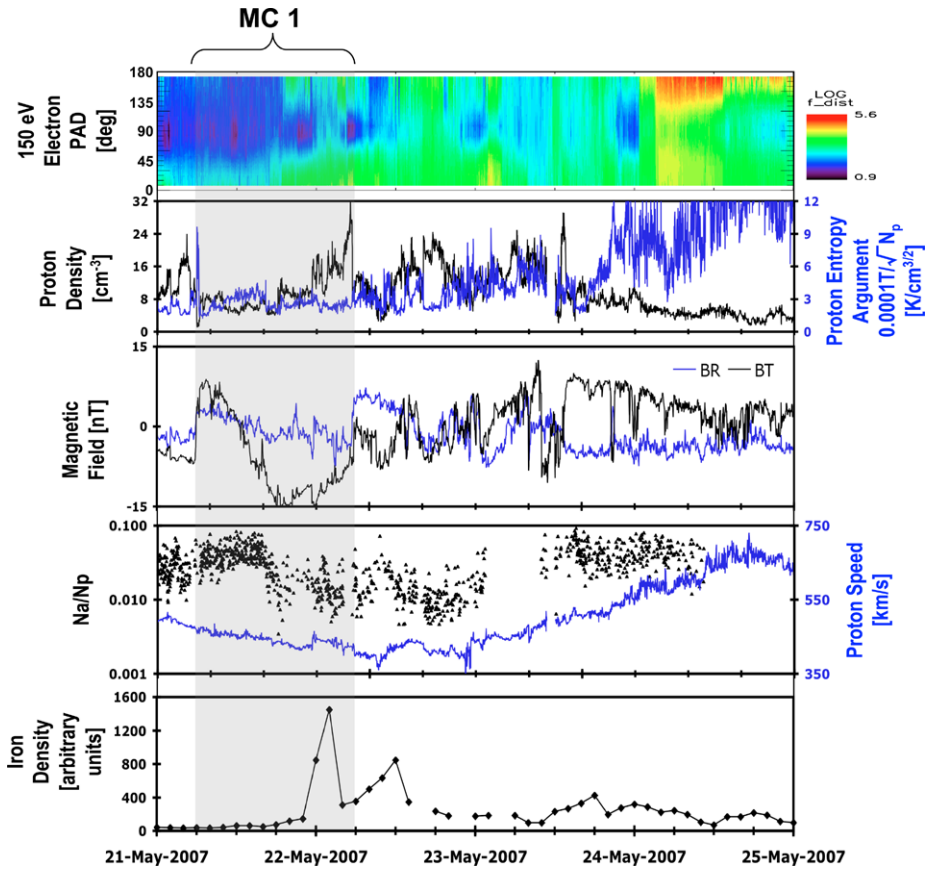 MC 1
150 eV
Electron
PAD
[deg]
180
135
90
45
0
LOG
f_dist
5.6
0.9
Proton
Density
[cm-3]
32
24
16
8
0
12
9
6
3
0
Proton Entropy
Argument
0.0001T/√Np
[K/cm3/2]
Magnetic
Field [nT]
15
0
-15
BR
BT
Na/Np
0.100
0.010
0.001
750
650
550
450
350
Proton Speed
[km/s]
Iron
Density
[arbitrary
units]
1600
1200
800
400
0
21-May-2007
22-May-2007
23-May-2007
24-May-2007
25-May-2007